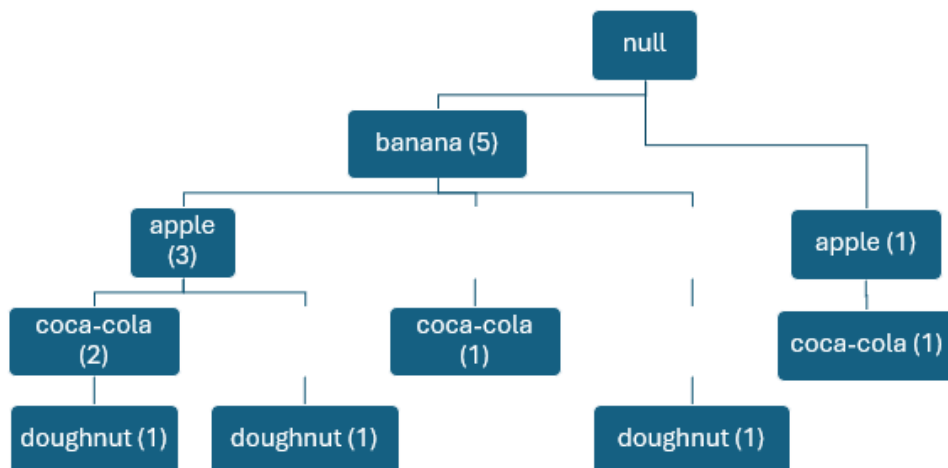 null
banana (5)
apple
(3)
apple (1)
coca-cola
(2)
coca-cola
(1)
coca-cola (1)
doughnut (1)
doughnut (1)
doughnut (1)